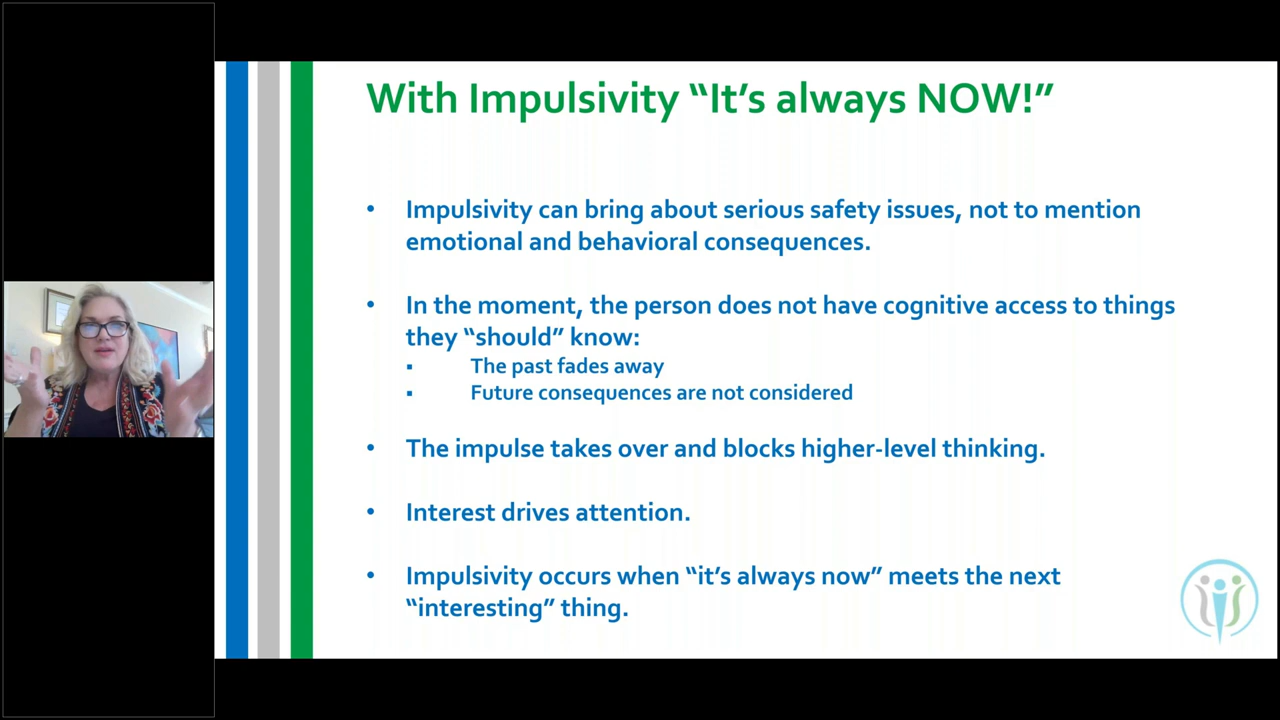 With Impulsivity “It’s always NOW!”
• Impulsivity can bring about serious safety issues, not to mention
emotional and behavioral consequences.
• In the moment, the person does not have cognitive access to things
they “should” know:
▪ The past fades away
▪ Future consequences are not considered
• The impulse takes over and blocks higher-level thinking.
• Interest drives attention.
• Impulsivity occurs when “it’s always now” meets the next
“interesting” thing.